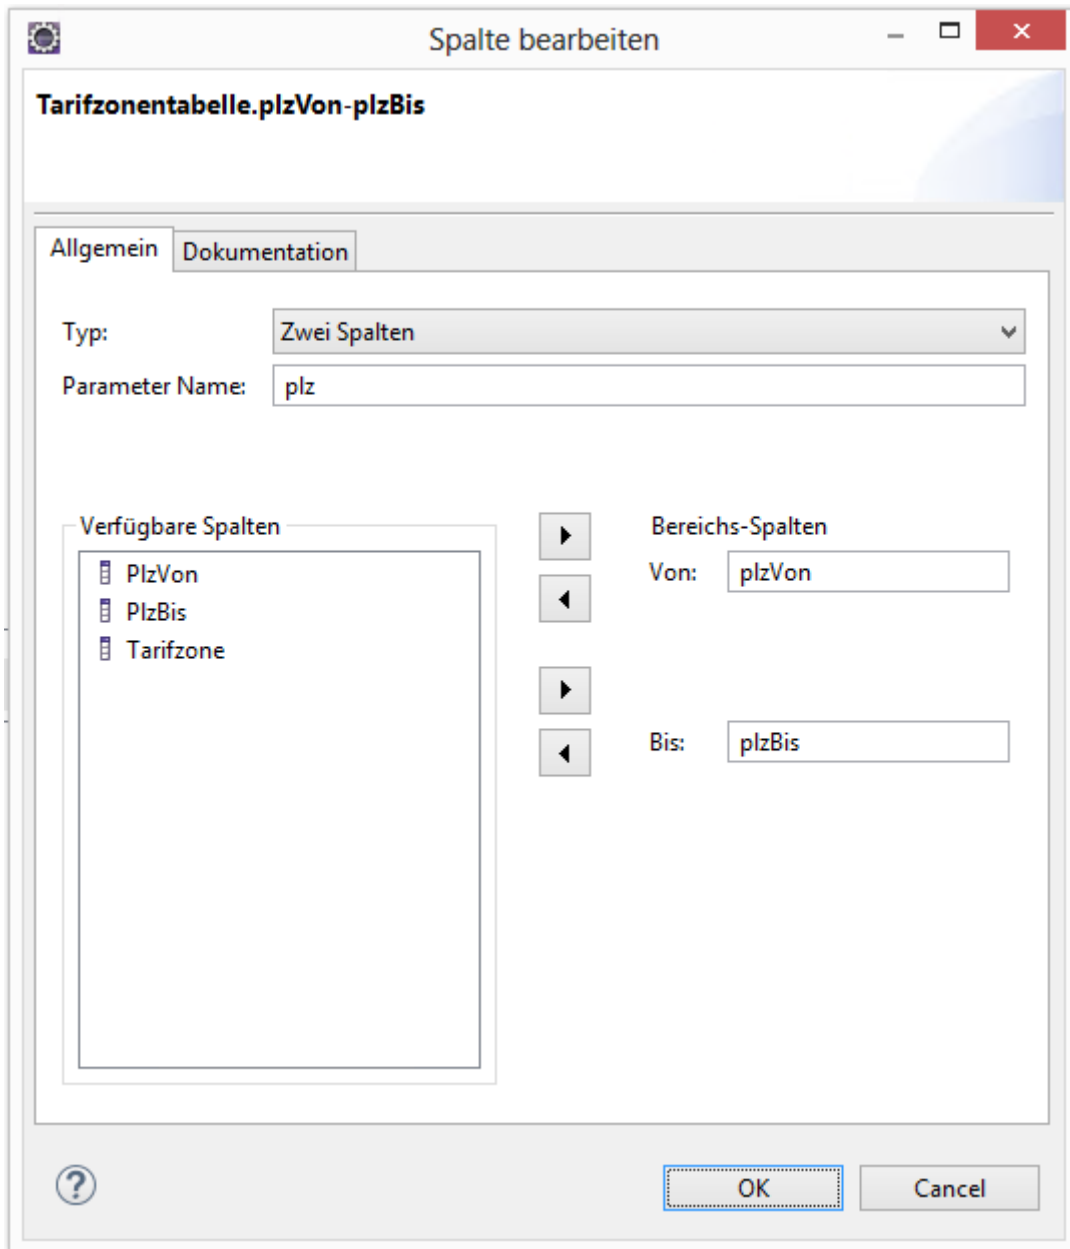 Spalte bearbeiten
Tarifzonentabelle.plzVon-plzBis
Allgemein
Dokumentation
Typ:
Zwei Spalten
Parameter Name:
plz
Verfügbare Spalten
PlzVon
PlzBis
Tarifzone
Bereichs-Spalten
Von:
plzVon
Bis:
plzBis
?
OK
Cancel